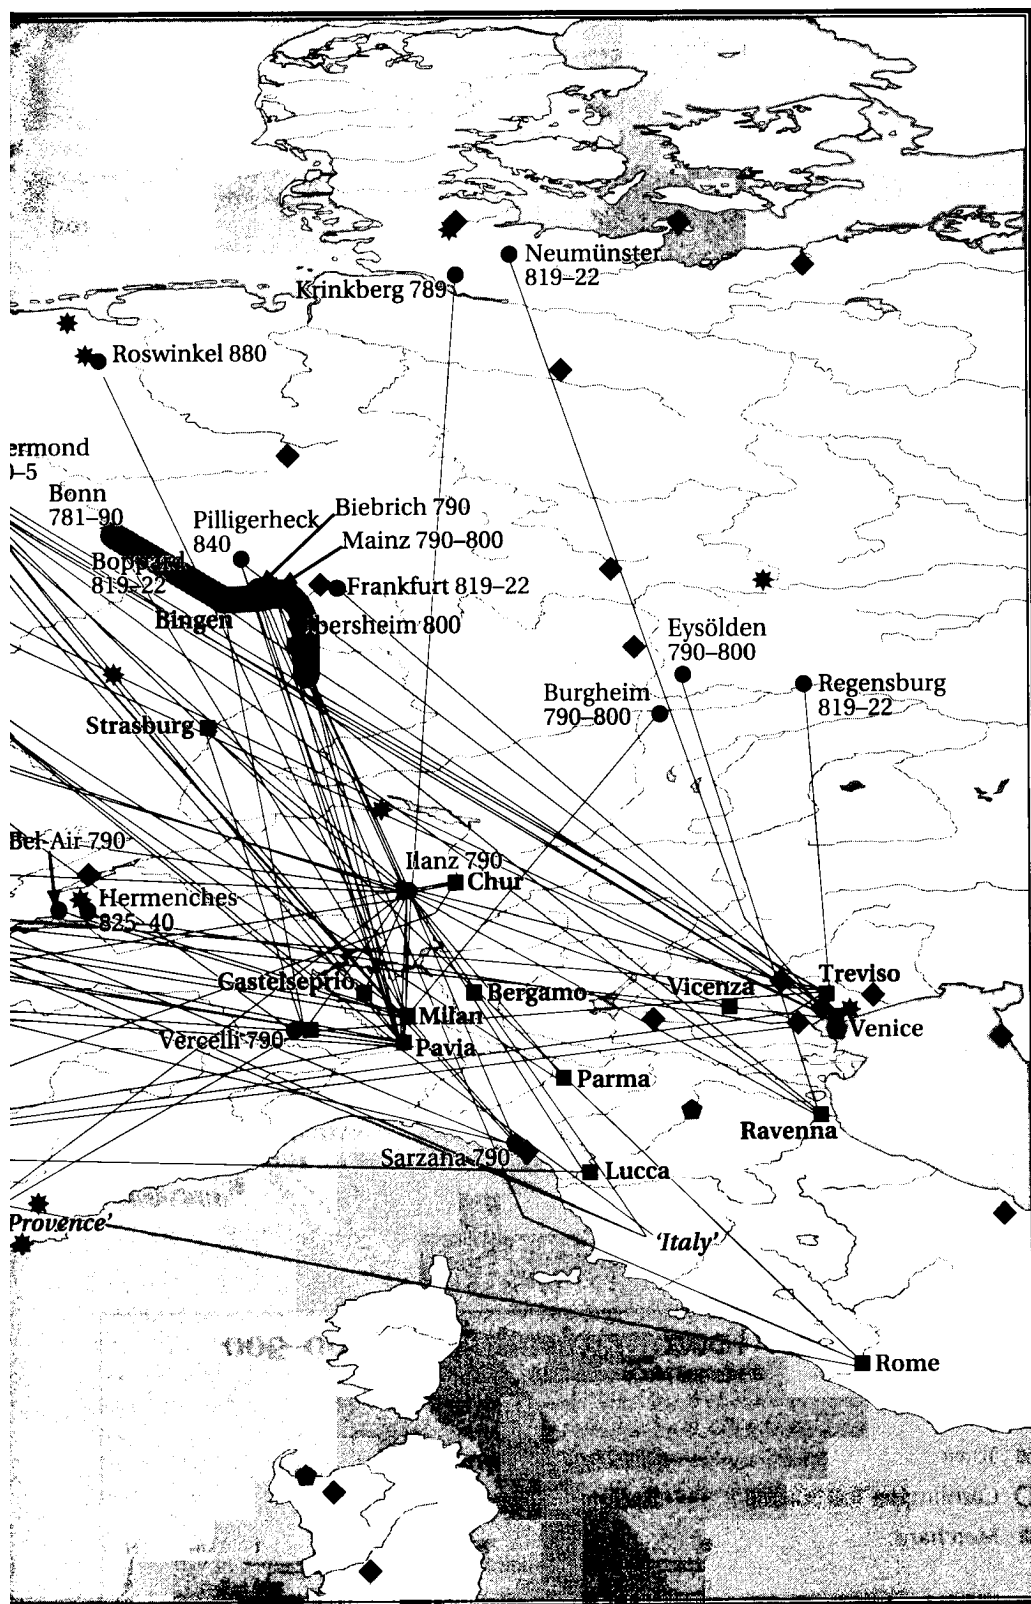 Neumünster
819–22
Krinkberg 789
Roswinkel 880
ermond
)–5
Bonn
781–90
Pilligerheck
840
Biebrich 790
Mainz 790–800
Boppard
819–22
Frankfurt 819–22
Bingen
bersheim 800
Eysölden
790–800
Burgheim
790–800
Regensburg
819–22
Strasburg
Bel-Air 790
Ilanz 790
Chur
Hermenches
825–40
Castelseprio
Bergamo
Vicenza
Treviso
Milan
Venice
Vercelli 790
Pavia
Parma
Ravenna
Sarzana 790
Lucca
Provence’
‘Italy’
Rome